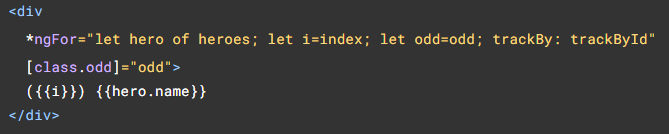 <div
*ngFor="let hero of heroes; let i=index; let odd=odd; trackBy: trackById"
[class.odd]="odd">
({{i}}) {{hero.name}}
</div>